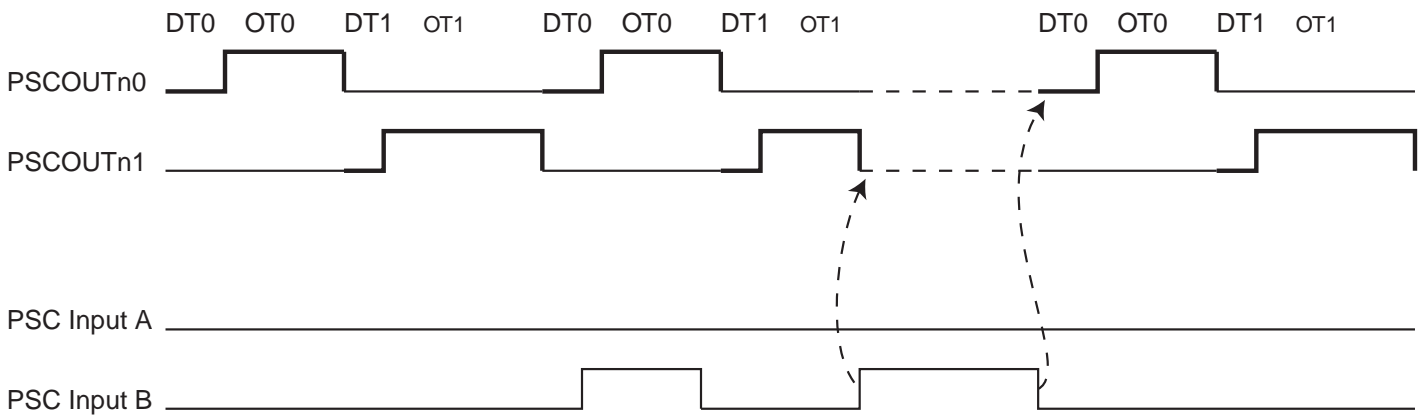 DT0 OT0 DT1 OT1 DT0 OT0 DT1 OT1 DT0 OT0 DT1 OT1
PSCOUTn0
PSCOUTn1
PSC Input A
PSC Input B